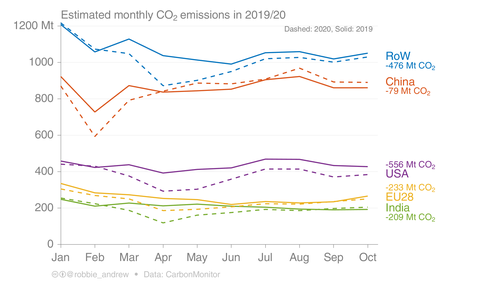 Estimated monthly CO₂ emissions in 2019/20
Dashed: 2020, Solid: 2019
1200 Mt
1000
800
600
400
200
0
RoW
-476 Mt CO₂
China
-79 Mt CO₂
-556 Mt CO₂
USA
-233 Mt CO₂
EU28
India
-209 Mt CO₂
Jan Feb Mar Apr May Jun Jul Aug Sep Oct
@robbie_andrew • Data: CarbonMonitor